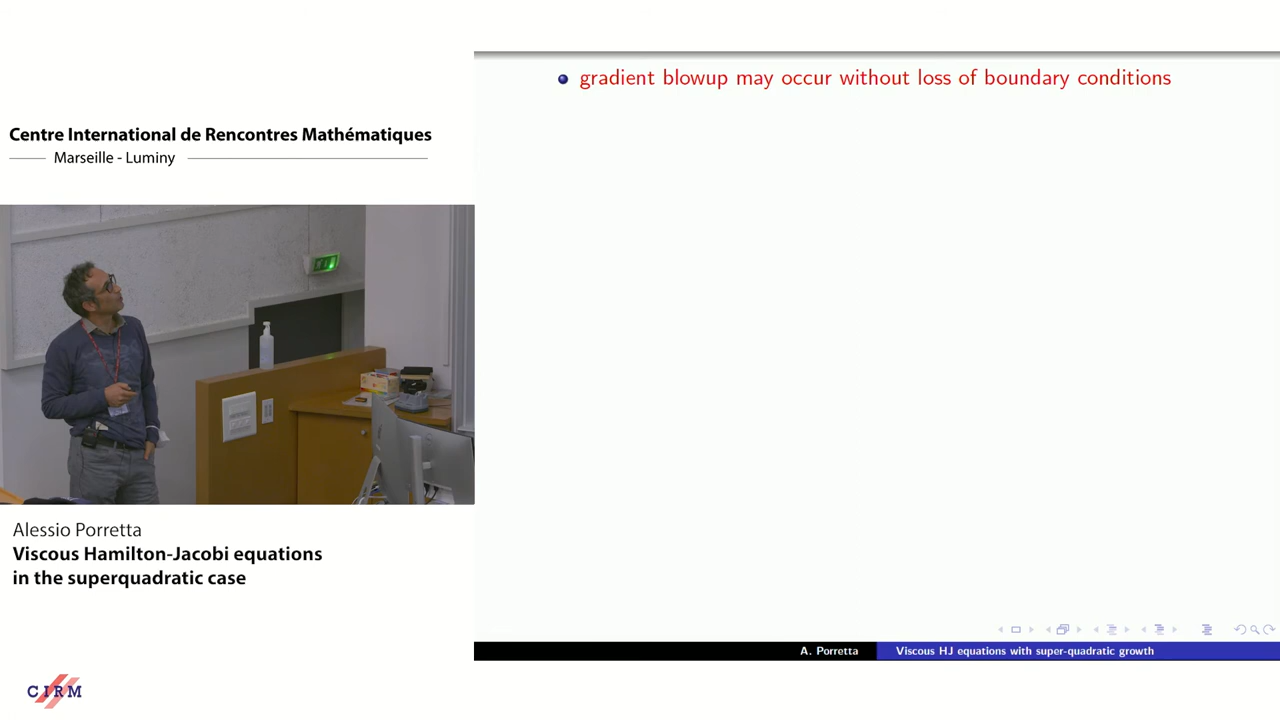 gradient blowup may occur without loss of boundary conditions
Centre International de Rencontres Mathématiques
Marseille - Luminy
Alessio Porretta
Viscous Hamilton-Jacobi equations
in the superquadratic case
A. Porretta
Viscous HJ equations with super-quadratic growth
CIRM